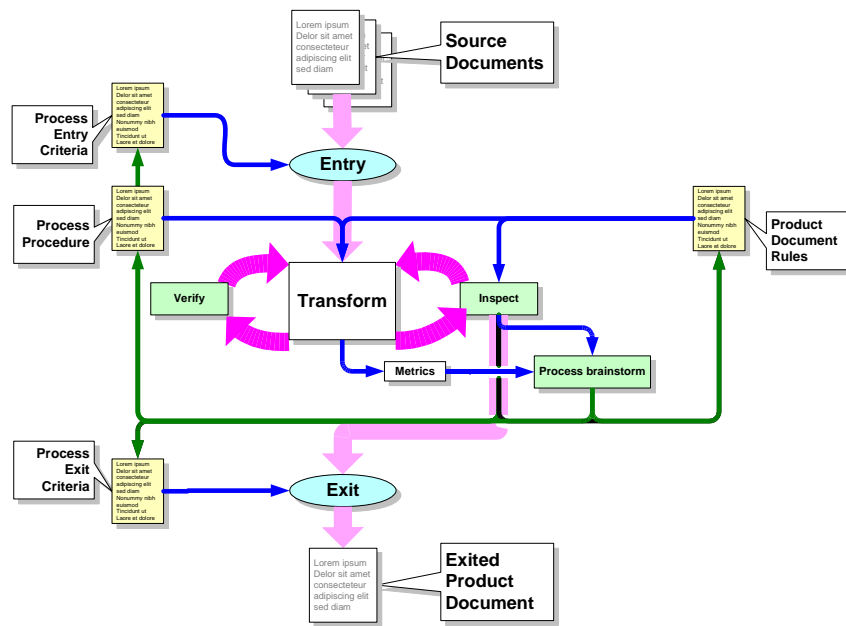 Lorem ipsum
Delor sit amet
consecteteur
adipiscing elit
sed diam
Source
Documents
Process
Entry
Criteria
Lorem ipsum
Delor sit amet
consecteteur
adipiscing elit
sed diam
Nonummy nibh
euismod
Tincidunt ut
Laore et dolore
Entry
Process
Procedure
Lorem ipsum
Delor sit amet
consecteteur
adipiscing elit
sed diam
Nonummy nibh
euismod
Tincidunt ut
Laore et dolore
Lorem ipsum
Delor sit amet
consecteteur
adipiscing elit
sed diam
Nonummy nibh
euismod
Tincidunt ut
Laore et dolore
Product
Document
Rules
Verify
Transform
Inspect
Metrics
Process brainstorm
Process
Exit
Criteria
Lorem ipsum
Delor sit amet
consecteteur
adipiscing elit
sed diam
Nonummy nibh
euismod
Tincidunt ut
Laore et dolore
Exit
Lorem ipsum
Delor sit amet
consecteteur
adipiscing elit
sed diam
Exited
Product
Document